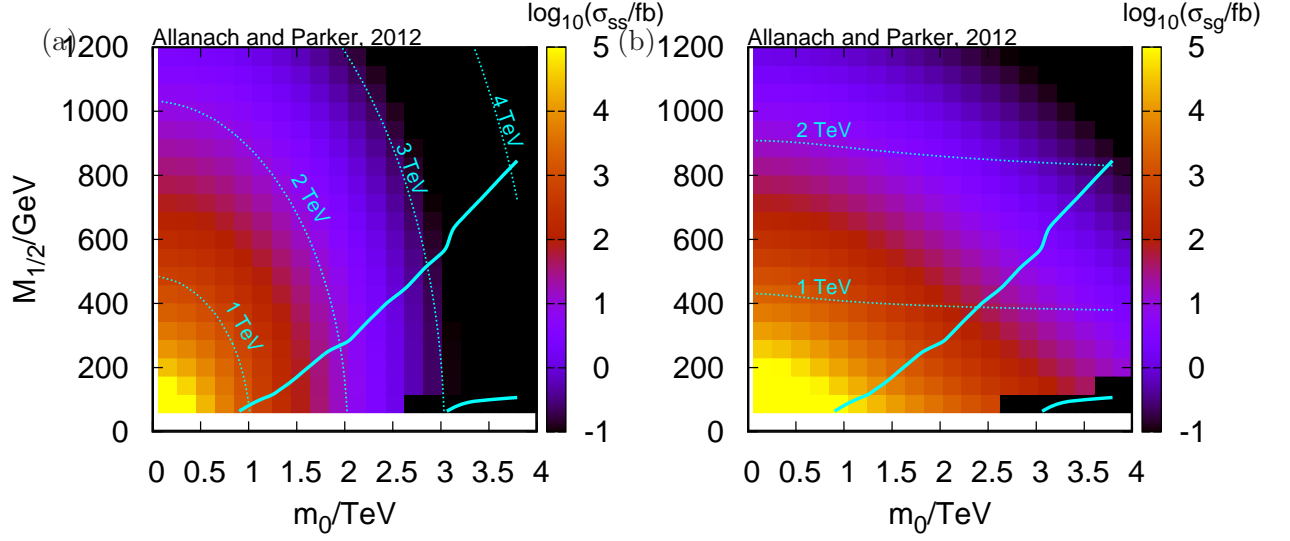 log10(σss/fb)
(a)
Allanach and Parker, 2012
1200
1000
800
600
400
200
0
M1/2/GeV
1 TeV
2 TeV
3 TeV
4 TeV
0 0.5 1 1.5 2 2.5 3 3.5 4
m0/TeV
5
4
3
2
1
0
-1
log10(σsg/fb)
(b)
Allanach and Parker, 2012
1200
1000
800
600
400
200
0
2 TeV
1 TeV
0 0.5 1 1.5 2 2.5 3 3.5 4
m0/TeV
5
4
3
2
1
0
-1